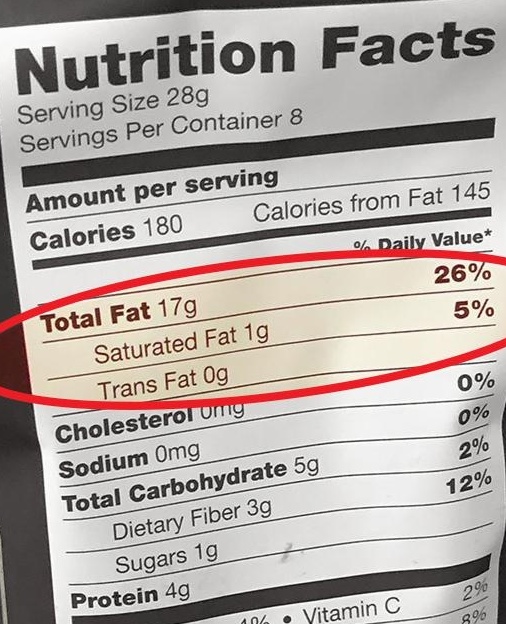 Nutrition Facts
Serving Size 28g
Servings Per Container 8
Amount per serving
Calories 180 Calories from Fat 145
% Daily Value*
Total Fat 17g 26%
Saturated Fat 1g 5%
Trans Fat 0g
Cholesterol 0mg 0%
Sodium 0mg 0%
Total Carbohydrate 5g 2%
Dietary Fiber 3g 12%
Sugars 1g
Protein 4g
• Vitamin C 2%
8%